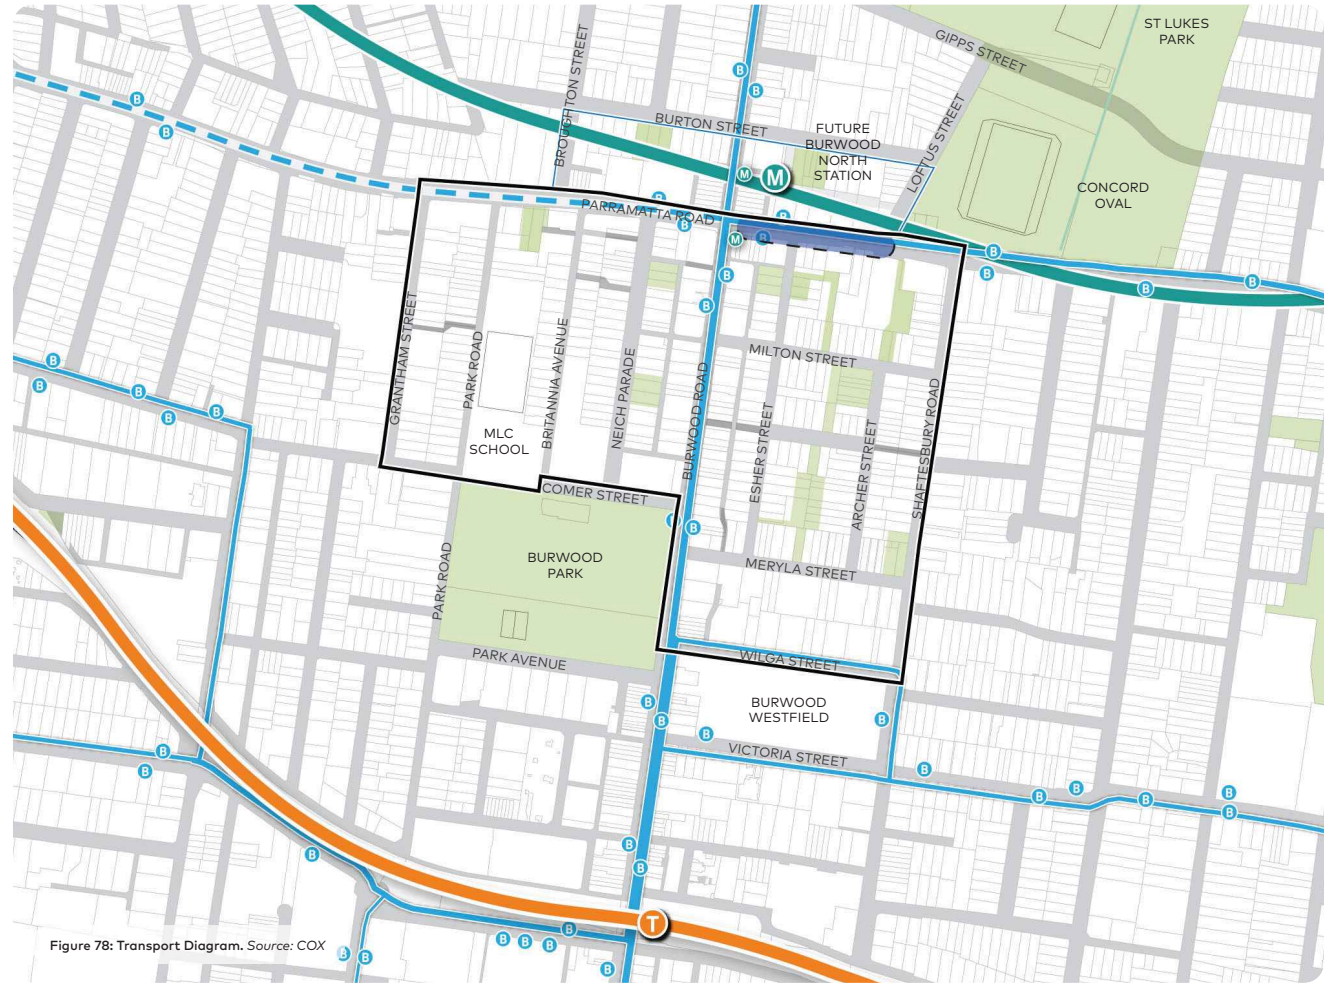 ST LUKES
PARK
GIPPS STREET
BROUGHTON STREET
BURTON STREET
FUTURE
BURWOOD
NORTH
STATION
LOFTUS STREET
CONCORD
OVAL
B
B
B
B
M
M
PARRAMATTA ROAD
B
B
B
B
M
B
B
B
B
B
B
B
GRANTHAM STREET
PARK ROAD
BRITANNIA AVENUE
NEICH PARADE
BURWOOD ROAD
MILTON STREET
ESHER STREET
ARCHER STREET
SHAFTESBURY ROAD
B
B
B
B
B
MLC
SCHOOL
COMER STREET
B
B
BURWOOD
PARK
PARK ROAD
MERYLA STREET
PARK AVENUE
WILGA STREET
BURWOOD
WESTFIELD
B
B
B
B
VICTORIA STREET
B
B
B
B
B
B
B
B
B
B
B
B
T
Figure 78: Transport Diagram. Source: COX
B
B
B
B
B
B
B